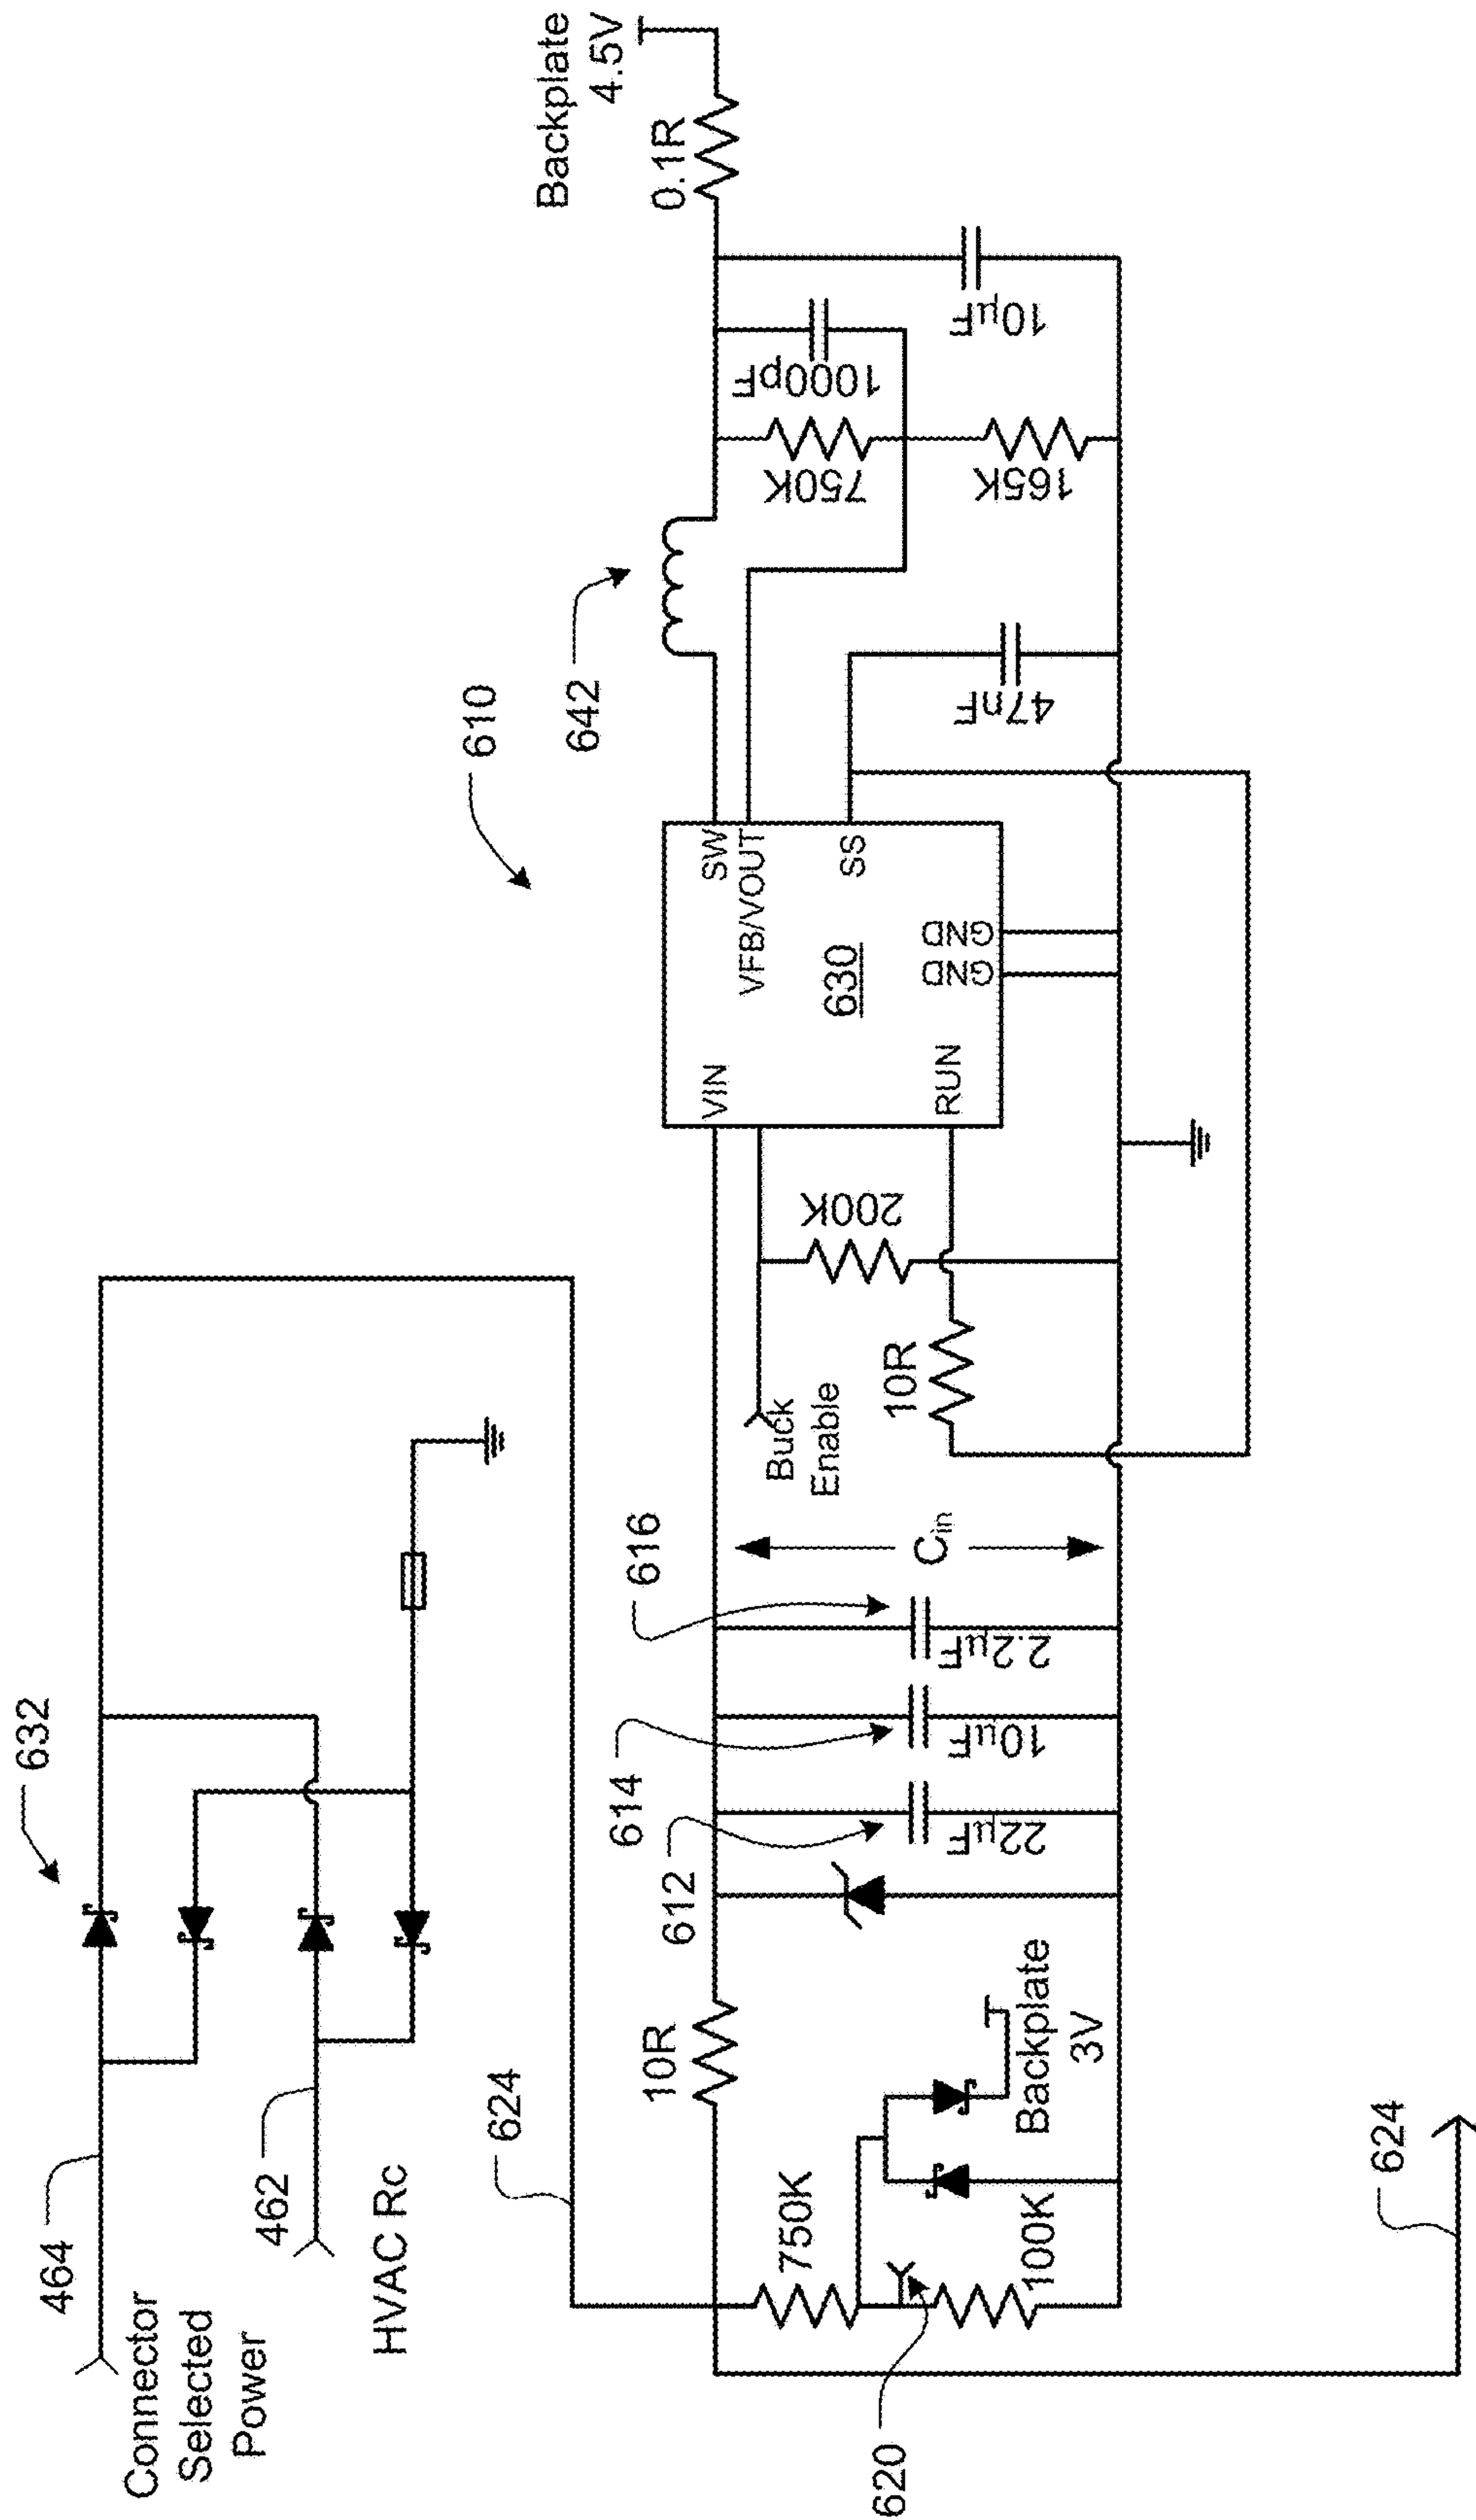 632
464
Connector
Selected
Power
462
HVAC Rc
624
610
642
Backplate
4.5V
0.1R
10R
612
614
616
22µF
10µF
2.2µF
Cin
Buck
Enable
200K
10R
VIN
RUN
630
SW
VFB/VOUT
SS
GND
GND
47nF
750K
165K
1000pF
10µF
750K
100K
Backplate
3V
620
624